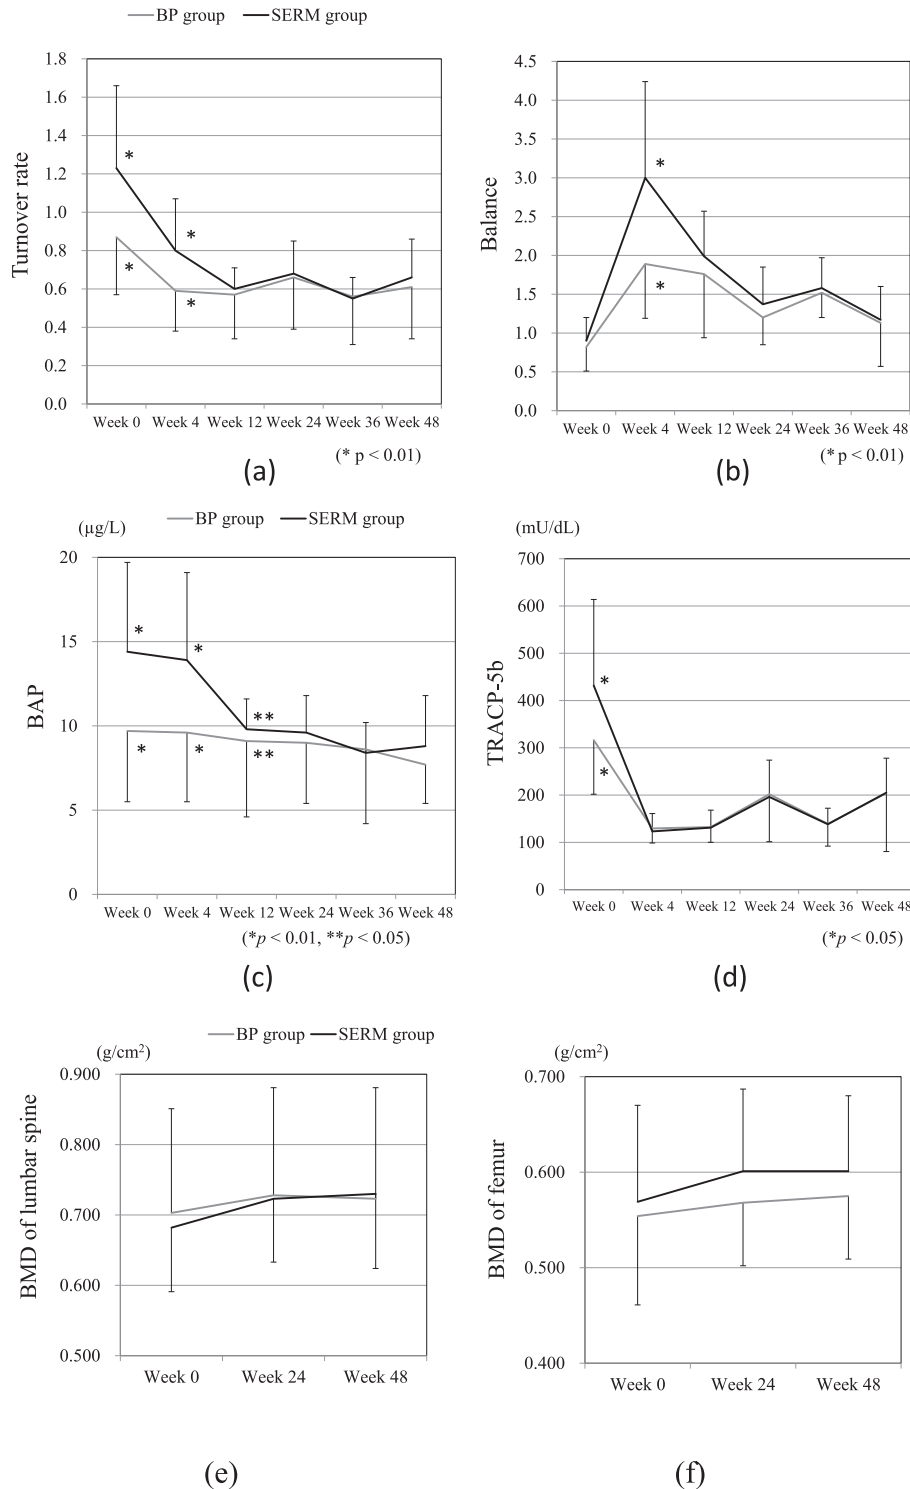 BP group SERM group
Turnover rate
1.8
1.6
1.4
1.2
1.0
0.8
0.6
0.4
0.2
0.0
*
*
*
*
Week 0 Week 4 Week 12 Week 24 Week 36 Week 48
(* p < 0.01)
(a)
Balance
4.5
4.0
3.5
3.0
2.5
2.0
1.5
1.0
0.5
0.0
*
*
Week 0 Week 4 Week 12 Week 24 Week 36 Week 48
(* p < 0.01)
(b)
(µg/L)
BP group SERM group
BAP
20
15
10
5
0
* *
**
* * **
Week 0 Week 4 Week 12 Week 24 Week 36 Week 48
(*p < 0.01, **p < 0.05)
(c)
(mU/dL)
TRACP-5b
700
600
500
400
300
200
100
0
*
*
Week 0 Week 4 Week 12 Week 24 Week 36 Week 48
(*p < 0.05)
(d)
BP group SERM group
(g/cm²)
BMD of lumbar spine
0.900
0.800
0.700
0.600
0.500
Week 0 Week 24 Week 48
(e)
(g/cm²)
BMD of femur
0.700
0.600
0.500
0.400
Week 0 Week 24 Week 48
(f)